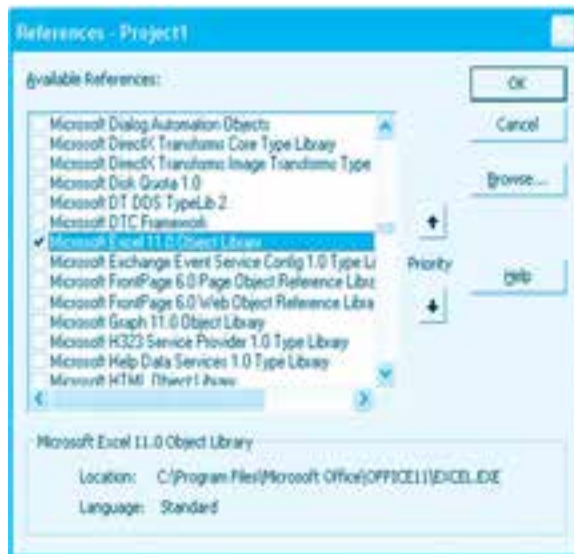 References - Project1
Available References:
OK
Microsoft Dialog Automation Objects
Cancel
Microsoft DirectX Transforms Core Type Library
Microsoft DirectX Transforms Image Transforms Type
Microsoft Disk Quota 1.0
Browse...
Microsoft DT DDS TypeLib 2
Microsoft DTC Framework
Microsoft Excel 11.0 Object Library
Microsoft Exchange Event Service Config 1.0 Type Li
Priority
Microsoft FrontPage 6.0 Page Object Reference Libra
Help
Microsoft FrontPage 6.0 Web Object Reference Libra
Microsoft Graph 11.0 Object Library
Microsoft H323 Service Provider 1.0 Type Library
Microsoft Help Data Services 1.0 Type Library
Microsoft HTML Object Library
Microsoft Excel 11.0 Object Library
Location: C:\Program Files\Microsoft Office\OFFICE11\EXCEL.EXE
Language: Standard